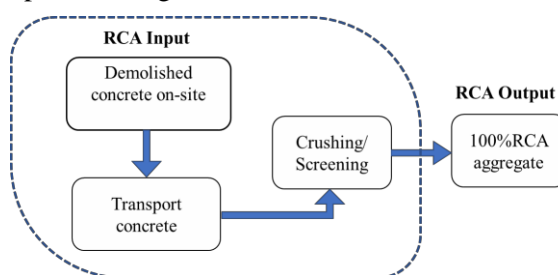 RCA Input
Demolished
concrete on-site
Transport
concrete
Crushing/
Screening
RCA Output
100%RCA
aggregate